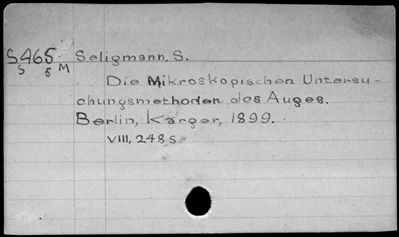 S465 Seligmann, S.
S 5 M
Die Mikroskopischen Untersu-
chungsmethoden des Auges.
Berlin, Karger, 1899.
VIII, 248 S.